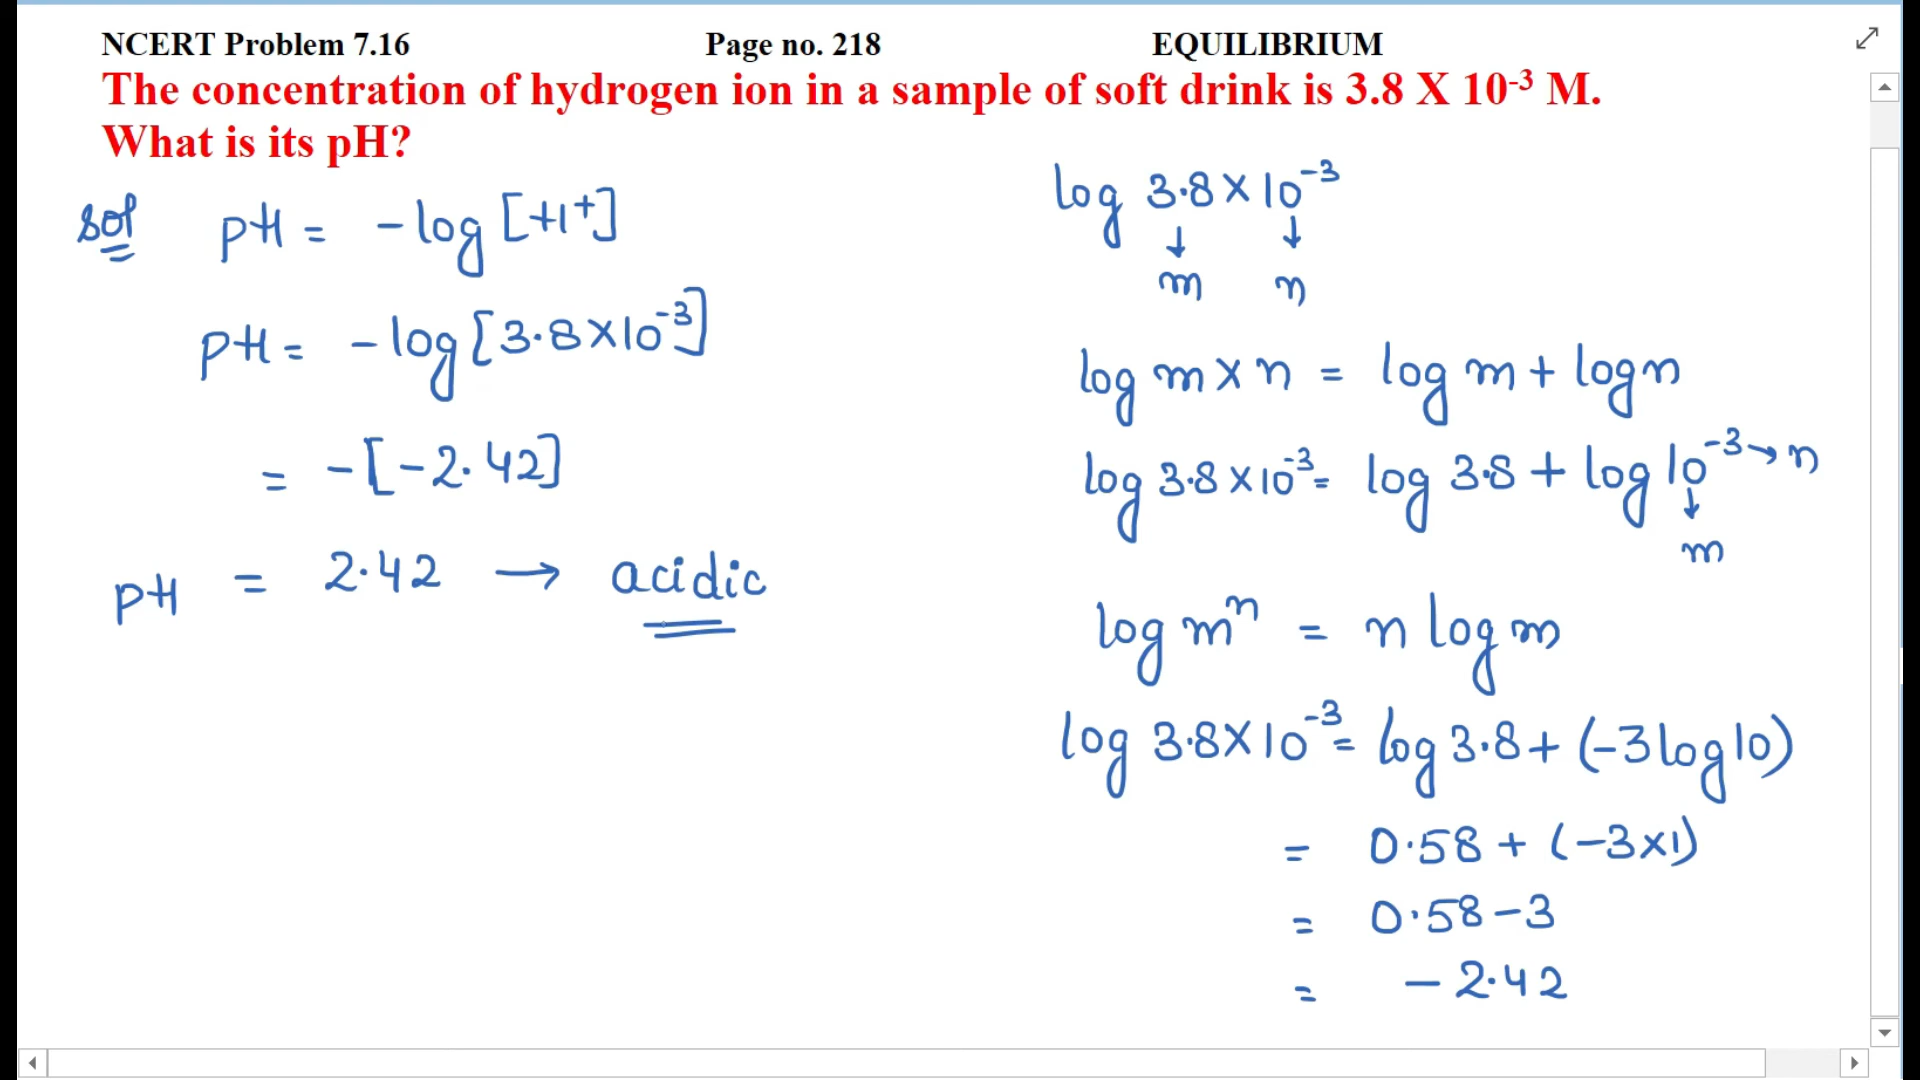 NCERT Problem 7.16 Page no. 218 EQUILIBRIUM
The concentration of hydrogen ion in a sample of soft drink is 3.8 X 10⁻³ M.
What is its pH?
Sol pH = -log [H⁺]
pH = -log [3.8×10⁻³]
= -[-2.42]
pH = 2.42 → acidic
log 3.8×10⁻³
↓ ↓
m n
log m×n = log m + log n
log 3.8×10⁻³ = log 3.8 + log 10⁻³ → n
↓
m
log mⁿ = n log m
log 3.8×10⁻³ = log 3.8 + (-3 log 10)
= 0.58 + (-3×1)
= 0.58 - 3
= -2.42